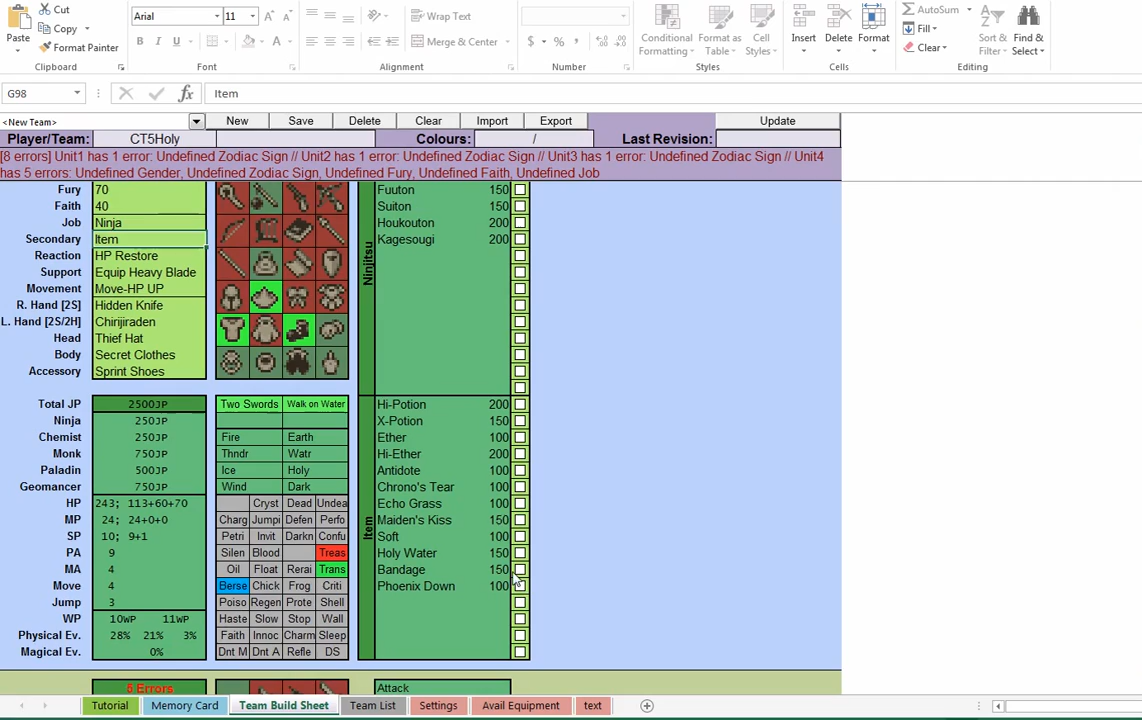 Cut
Copy
Format Painter
Paste
Clipboard
Arial
11
A
A
B I U
A
Font
Wrap Text
Merge & Center
Alignment
$ % ,
Number
Conditional Formatting
Format as Table
Cell Styles
Styles
Insert
Delete
Format
Cells
AutoSum
Fill
Clear
Sort & Filter
Find & Select
Editing
G98
fx
Item
<New Team>
New
Save
Delete
Clear
Import
Export
Update
Player/Team: CT5Holy
Colours: /
Last Revision:
[8 errors] Unit1 has 1 error: Undefined Zodiac Sign // Unit2 has 1 error: Undefined Zodiac Sign // Unit3 has 1 error: Undefined Zodiac Sign // Unit4
has 5 errors: Undefined Gender, Undefined Zodiac Sign, Undefined Fury, Undefined Faith, Undefined Job
Fury 70
Faith 40
Job Ninja
Secondary Item
Reaction HP Restore
Support Equip Heavy Blade
Movement Move-HP UP
R. Hand [2S] Hidden Knife
L. Hand [2S/2H] Chirijiraden
Head Thief Hat
Body Secret Clothes
Accessory Sprint Shoes
Ninjitsu
Fuuton 150
Suiton 150
Houkouton 200
Kagesougi 200
Total JP 2500JP
Ninja 250JP
Chemist 250JP
Monk 750JP
Paladin 500JP
Geomancer 750JP
HP 243; 113+60+70
MP 24; 24+0+0
SP 10; 9+1
PA 9
MA 4
Move 4
Jump 3
WP 10WP 11WP
Physical Ev. 28% 21% 3%
Magical Ev. 0%
Two Swords Walk on Water
Fire Earth
Thndr Watr
Ice Holy
Wind Dark
Cryst Dead Undea
Charg Jumpi Defen Perfo
Petri Invit Darkn Confu
Silen Blood Treas
Oil Float Rerai Trans
Berse Chick Frog Criti
Poiso Regen Prote Shell
Haste Slow Stop Wall
Faith Innoc Charm Sleep
Dnt M Dnt A Refle DS
Item
Hi-Potion 200
X-Potion 150
Ether 100
Hi-Ether 200
Antidote 100
Chrono's Tear 100
Echo Grass 100
Maiden's Kiss 150
Soft 100
Holy Water 150
Bandage 150
Phoenix Down 100
5 Errors
Attack
Tutorial
Memory Card
Team Build Sheet
Team List
Settings
Avail Equipment
text